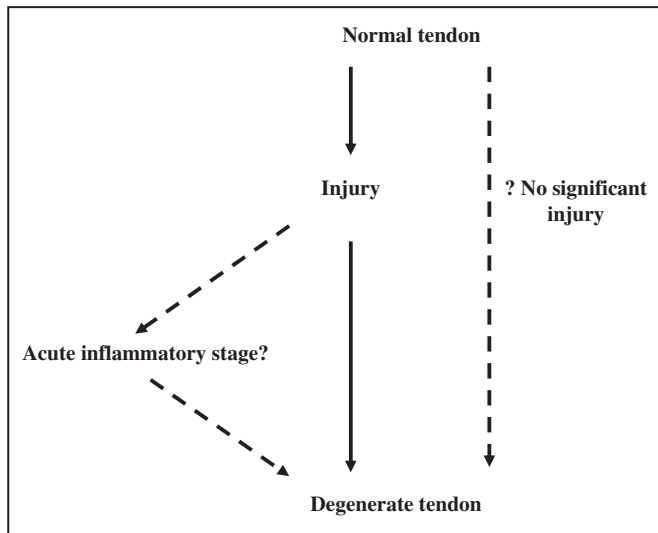 Normal tendon
Injury
? No significant
injury
Acute inflammatory stage?
Degenerate tendon